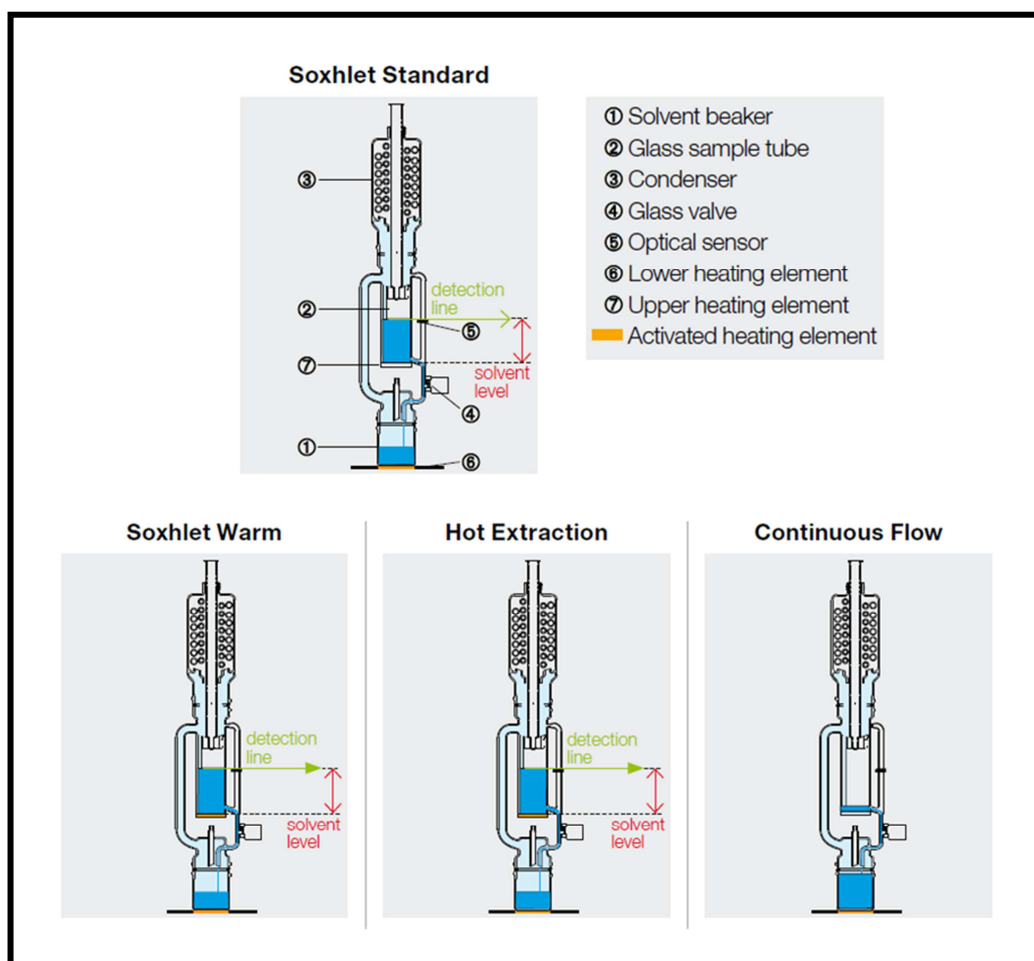 Soxhlet Standard
③
②
⑦
①
detection
line
⑤
solvent
level
④
⑥
① Solvent beaker
② Glass sample tube
③ Condenser
④ Glass valve
⑤ Optical sensor
⑥ Lower heating element
⑦ Upper heating element
Activated heating element
Soxhlet Warm
detection
line
solvent
level
Hot Extraction
detection
line
solvent
level
Continuous Flow